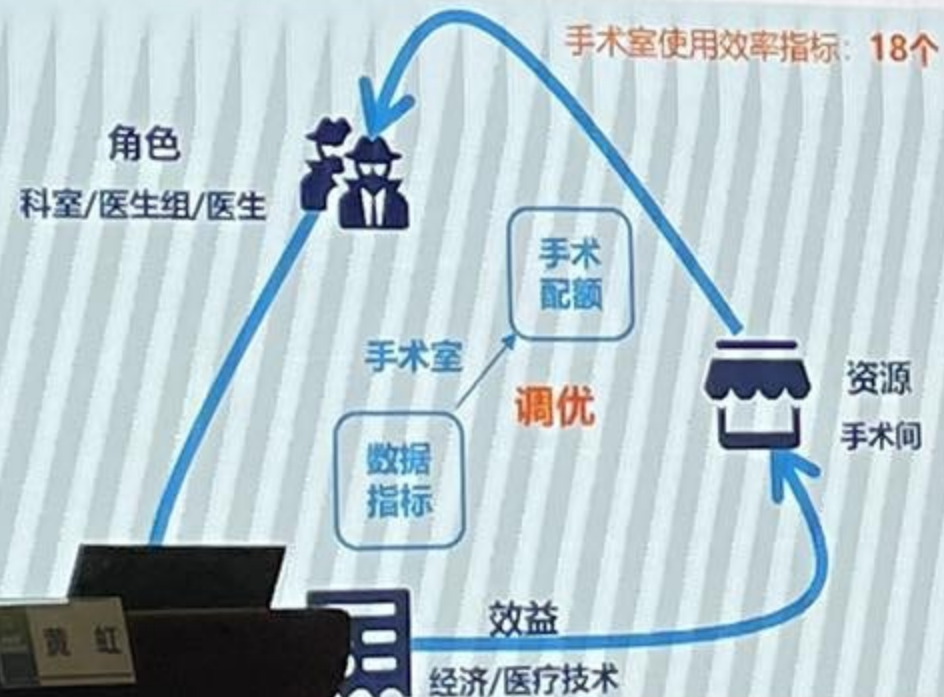 手术室使用效率指标：18个
角色
科室/医生组/医生
手术
配额
手术室
调优
资源
手术间
数据
指标
效益
黄 虹
经济/医疗技术